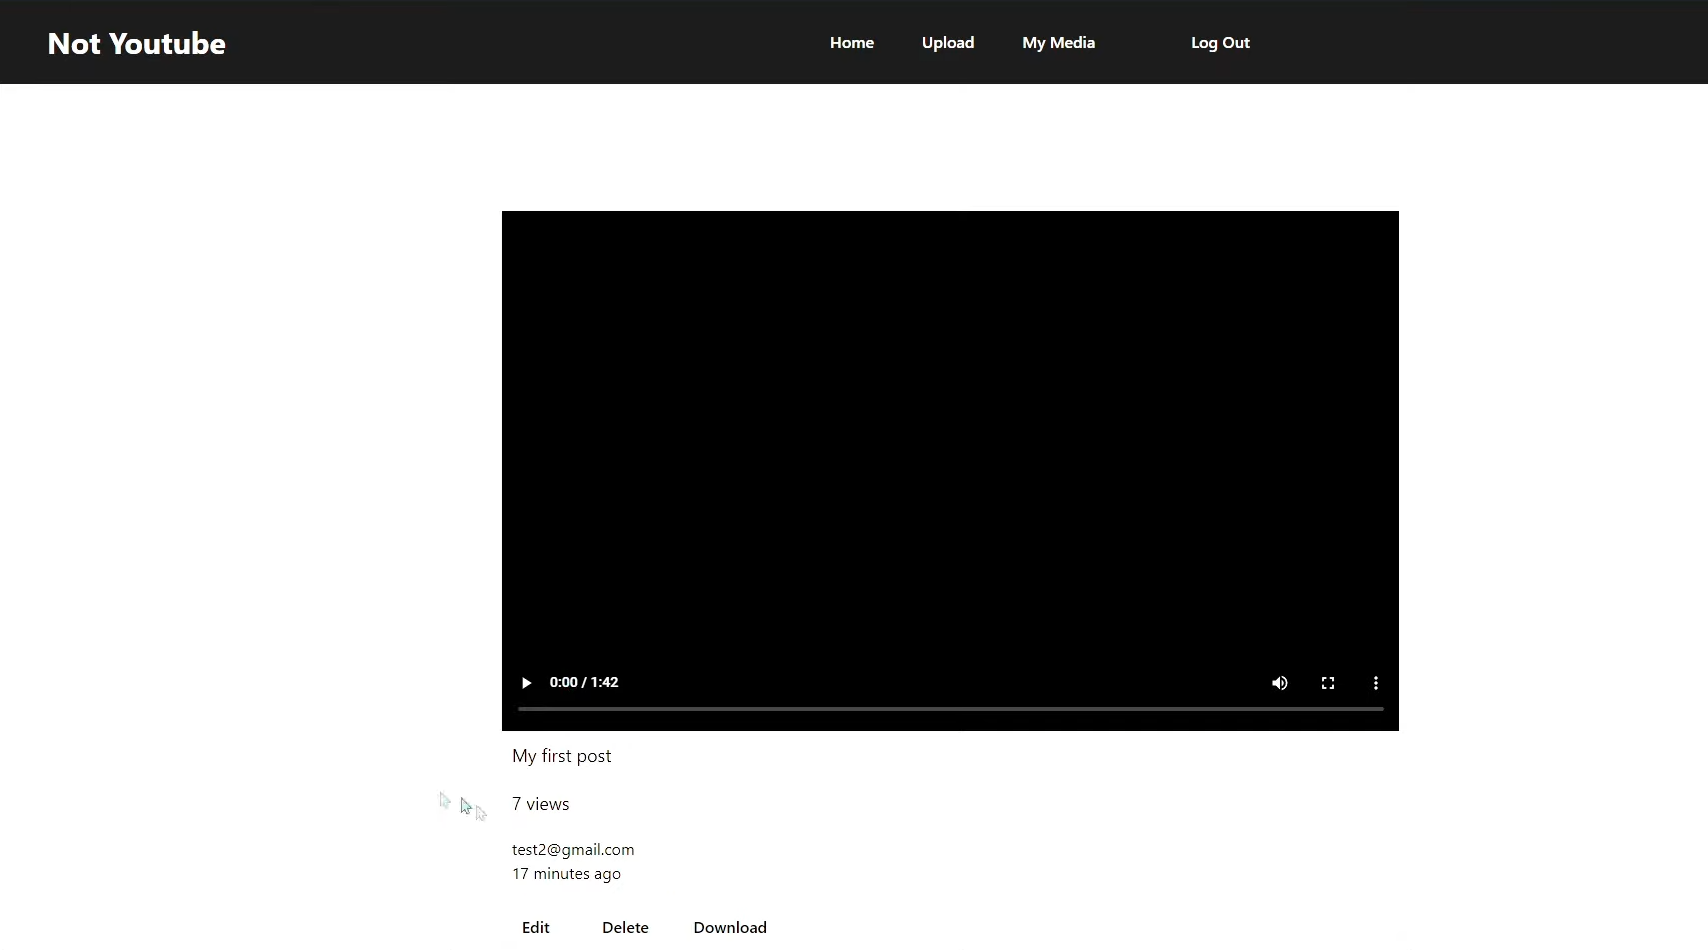 Not Youtube
Home Upload My Media Log Out
0:00 / 1:42
My first post
7 views
test2@gmail.com
17 minutes ago
Edit Delete Download